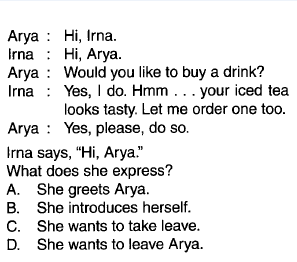 Arya : Hi, Irna.
Irna : Hi, Arya.
Arya : Would you like to buy a drink?
Irna : Yes, I do. Hmm . . . your iced tea
looks tasty. Let me order one too.
Arya : Yes, please, do so.
Irna says, “Hi, Arya.”
What does she express?
A. She greets Arya.
B. She introduces herself.
C. She wants to take leave.
D. She wants to leave Arya.